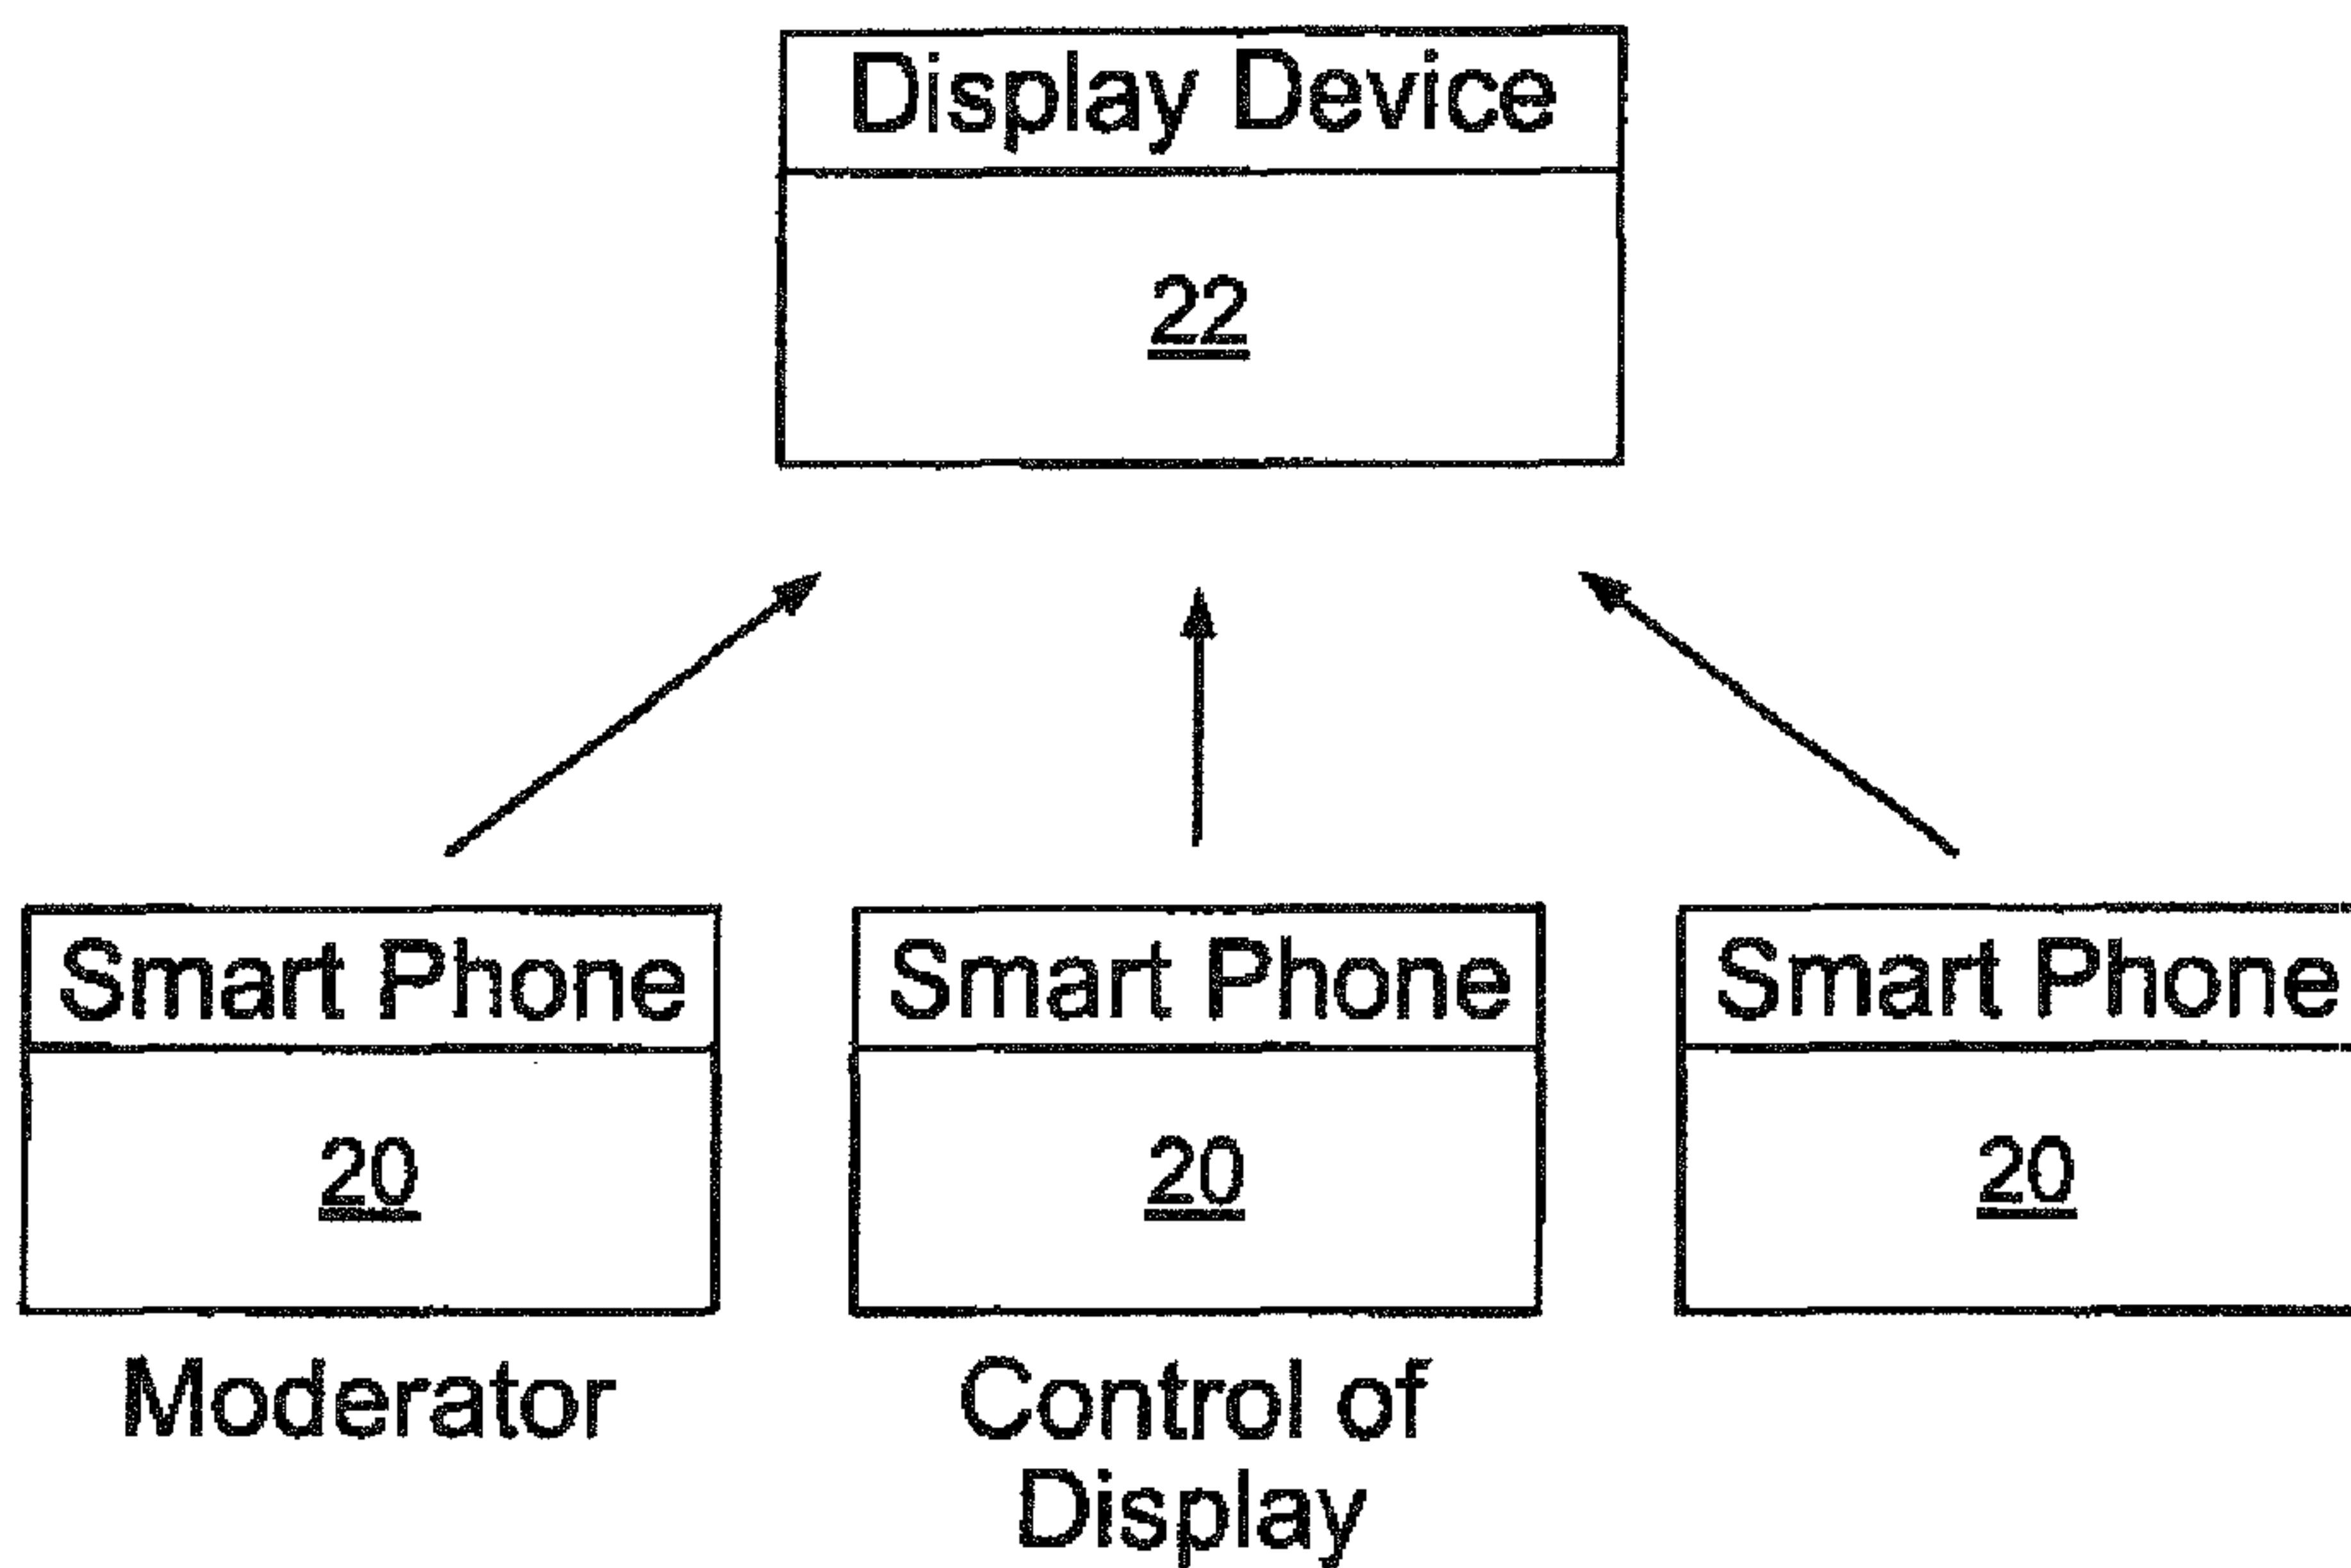 Display Device
22
Smart Phone Smart Phone Smart Phone
20 20 20
Moderator Control of
Display